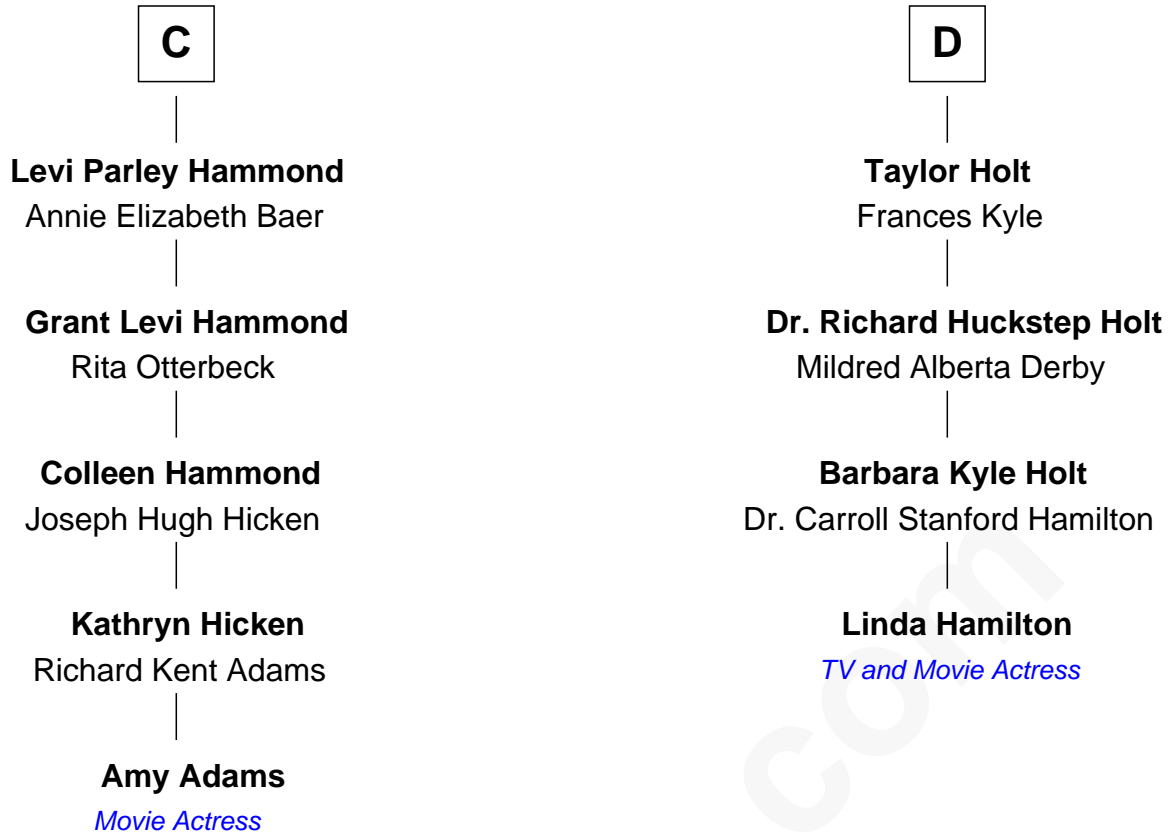 C
Levi Parley Hammond
Annie Elizabeth Baer
Grant Levi Hammond
Rita Otterbeck
Colleen Hammond
Joseph Hugh Hicken
Kathryn Hicken
Richard Kent Adams
Amy Adams
Movie Actress
D
Taylor Holt
Frances Kyle
Dr. Richard Huckstep Holt
Mildred Alberta Derby
Barbara Kyle Holt
Dr. Carroll Stanford Hamilton
Linda Hamilton
TV and Movie Actress
com